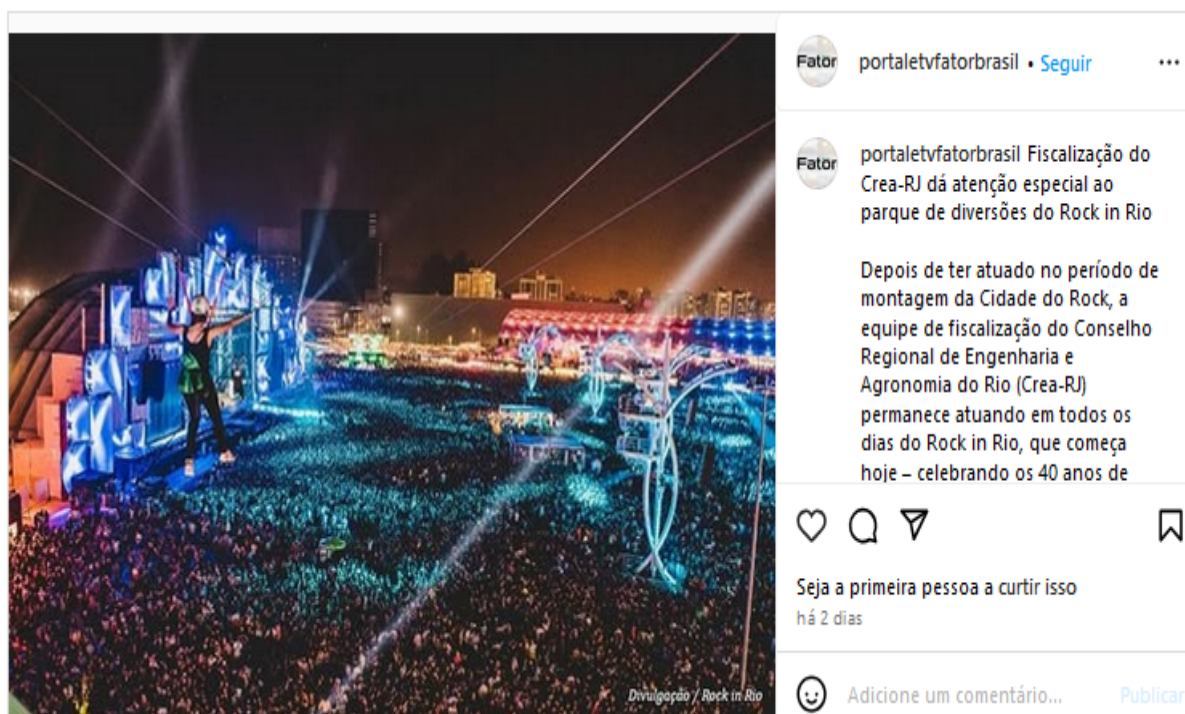 Fator
portaletvfatorbrasil • Seguir
...
Fator
portaletvfatorbrasil Fiscalização do
Crea-RJ dá atenção especial ao
parque de diversões do Rock in Rio
Depois de ter atuado no período de
montagem da Cidade do Rock, a
equipe de fiscalização do Conselho
Regional de Engenharia e
Agronomia do Rio (Crea-RJ)
permanece atuando em todos os
dias do Rock in Rio, que começa
hoje – celebrando os 40 anos de
Seja a primeira pessoa a curtir isso
há 2 dias
Adicione um comentário...
Publicar
Divulgação / Rock in Rio